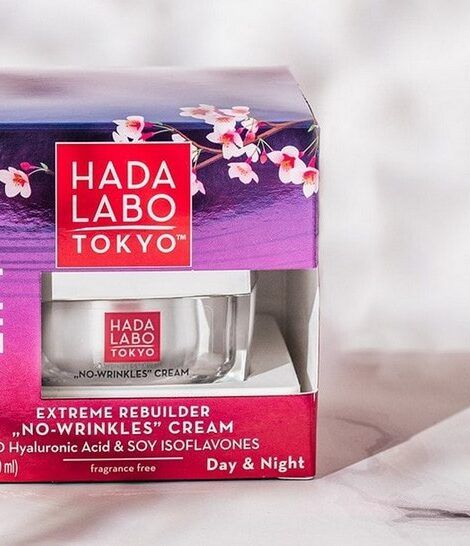 HADA
LABO
TOKYO™
HADA
LABO
TOKYO
„NO-WRINKLES” CREAM
EXTREME REBUILDER
„NO-WRINKLES” CREAM
D Hyaluronic Acid & SOY ISOFLAVONES
ml)
fragrance free
Day & Night